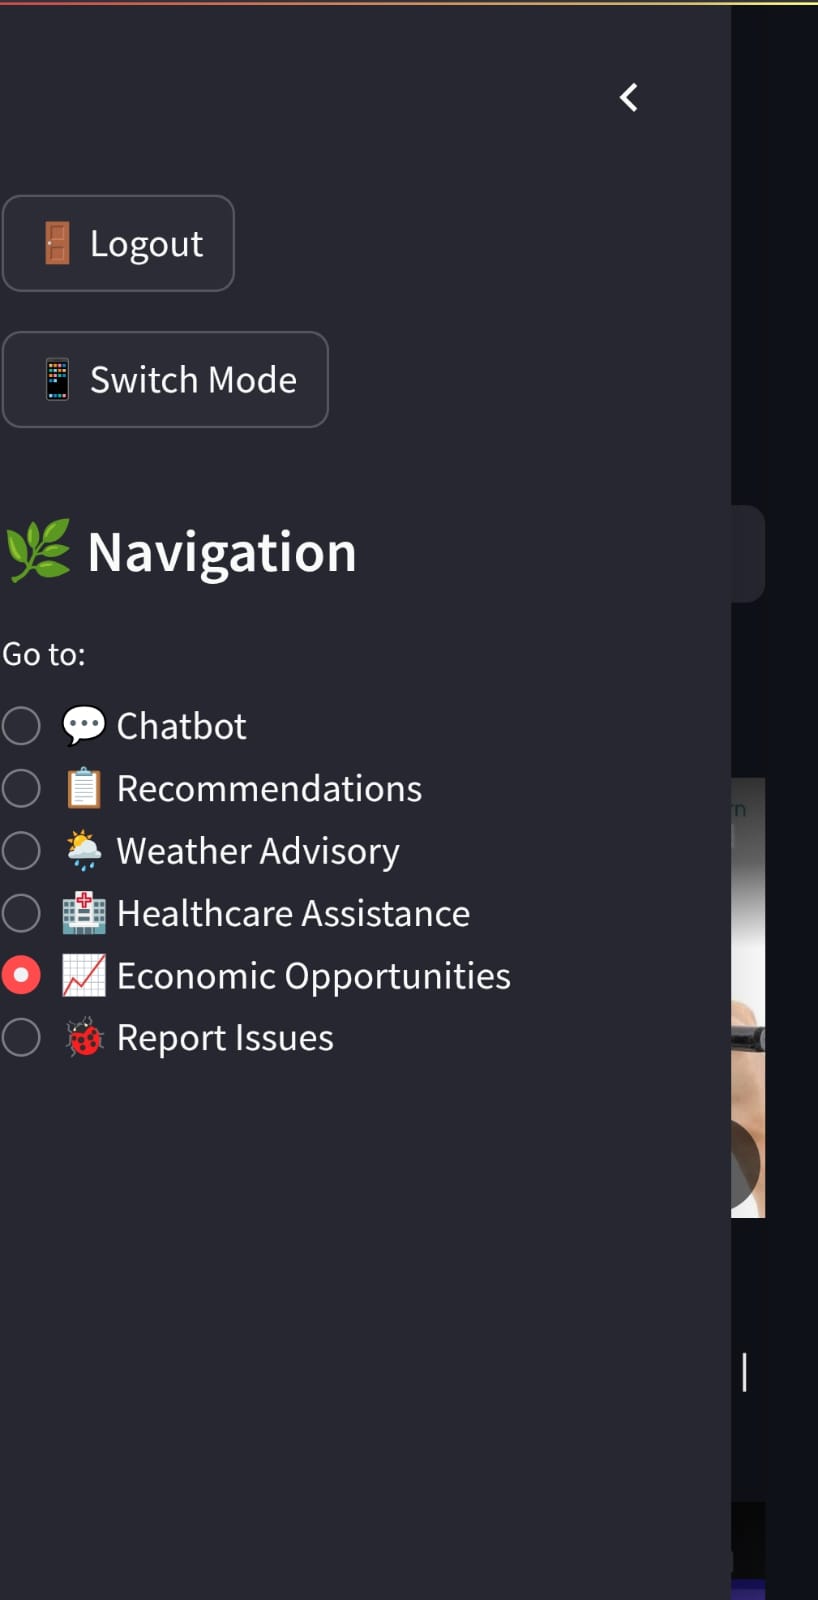 Logout
Switch Mode
Navigation
Go to:
Chatbot
Recommendations
Weather Advisory
Healthcare Assistance
Economic Opportunities
Report Issues